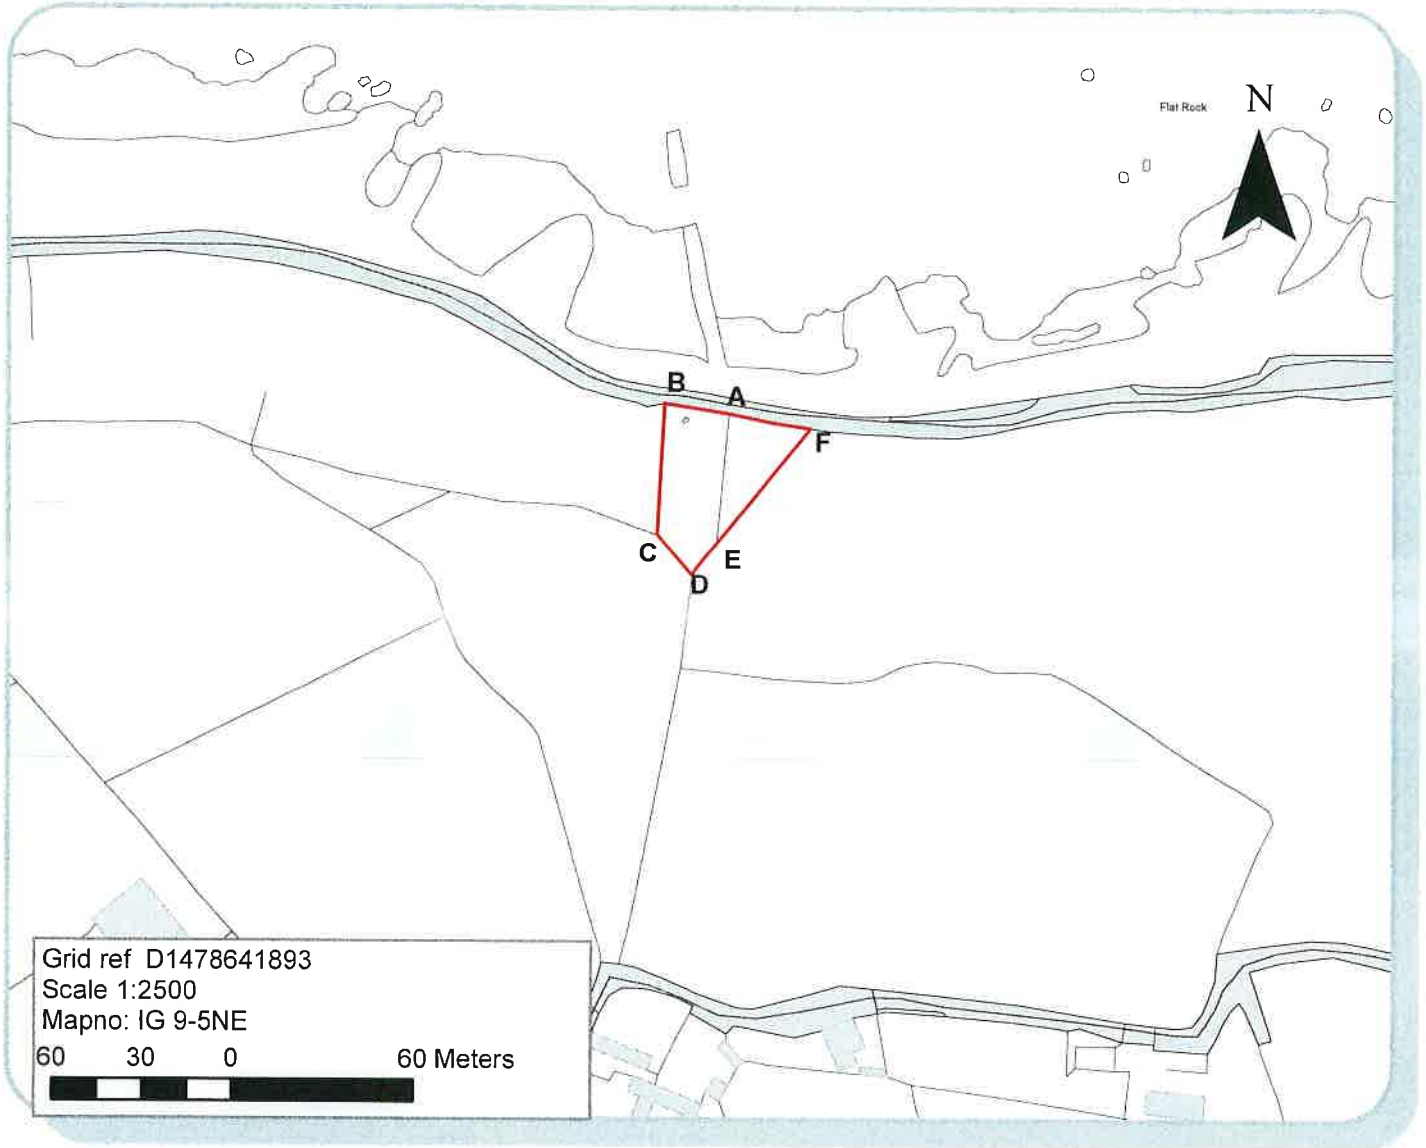 Flat Rock
N
B
A
F
C
E
D
Grid ref D1478641893
Scale 1:2500
Mapno: IG 9-5NE
60 30 0 60 Meters